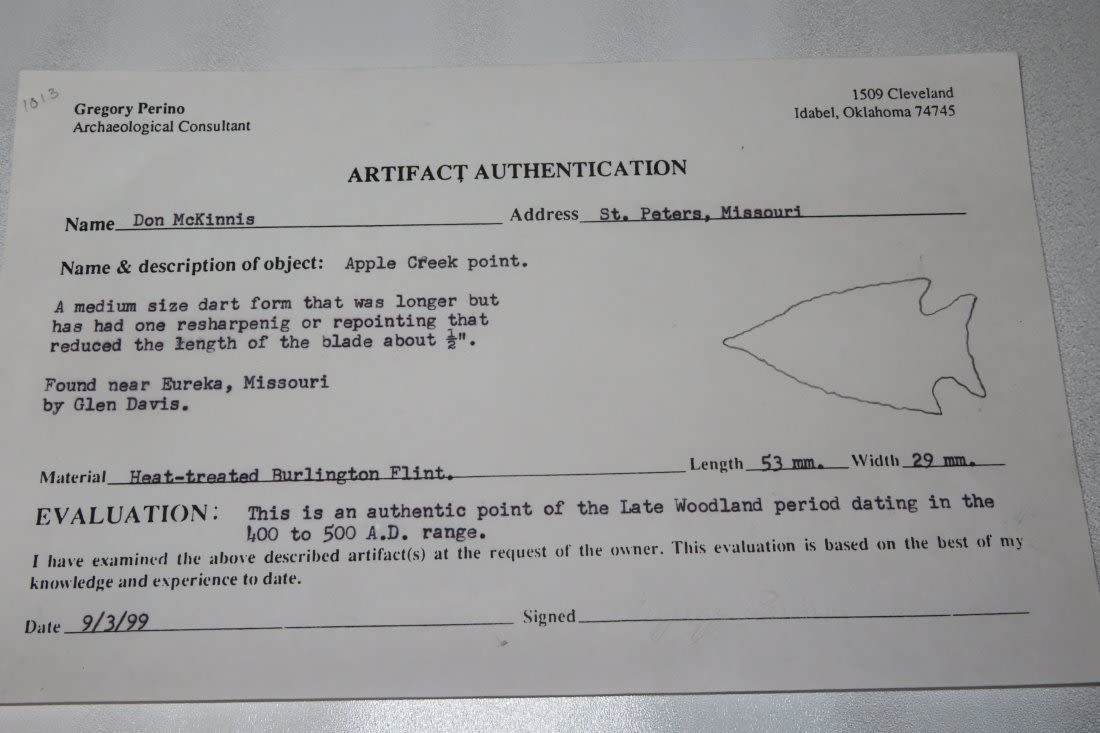 1013
Gregory Perino
Archaeological Consultant
1509 Cleveland
Idabel, Oklahoma 74745
ARTIFACT AUTHENTICATION
Name Don McKinnis Address St. Peters, Missouri
Name & description of object: Apple Creek point.
A medium size dart form that was longer but
has had one resharpenig or repointing that
reduced the length of the blade about ½".
Found near Eureka, Missouri
by Glen Davis.
Material Heat-treated Burlington Flint. Length 53 mm. Width 29 mm.
EVALUATION: This is an authentic point of the Late Woodland period dating in the
400 to 500 A.D. range.
I have examined the above described artifact(s) at the request of the owner. This evaluation is based on the best of my
knowledge and experience to date.
Date 9/3/99 Signed